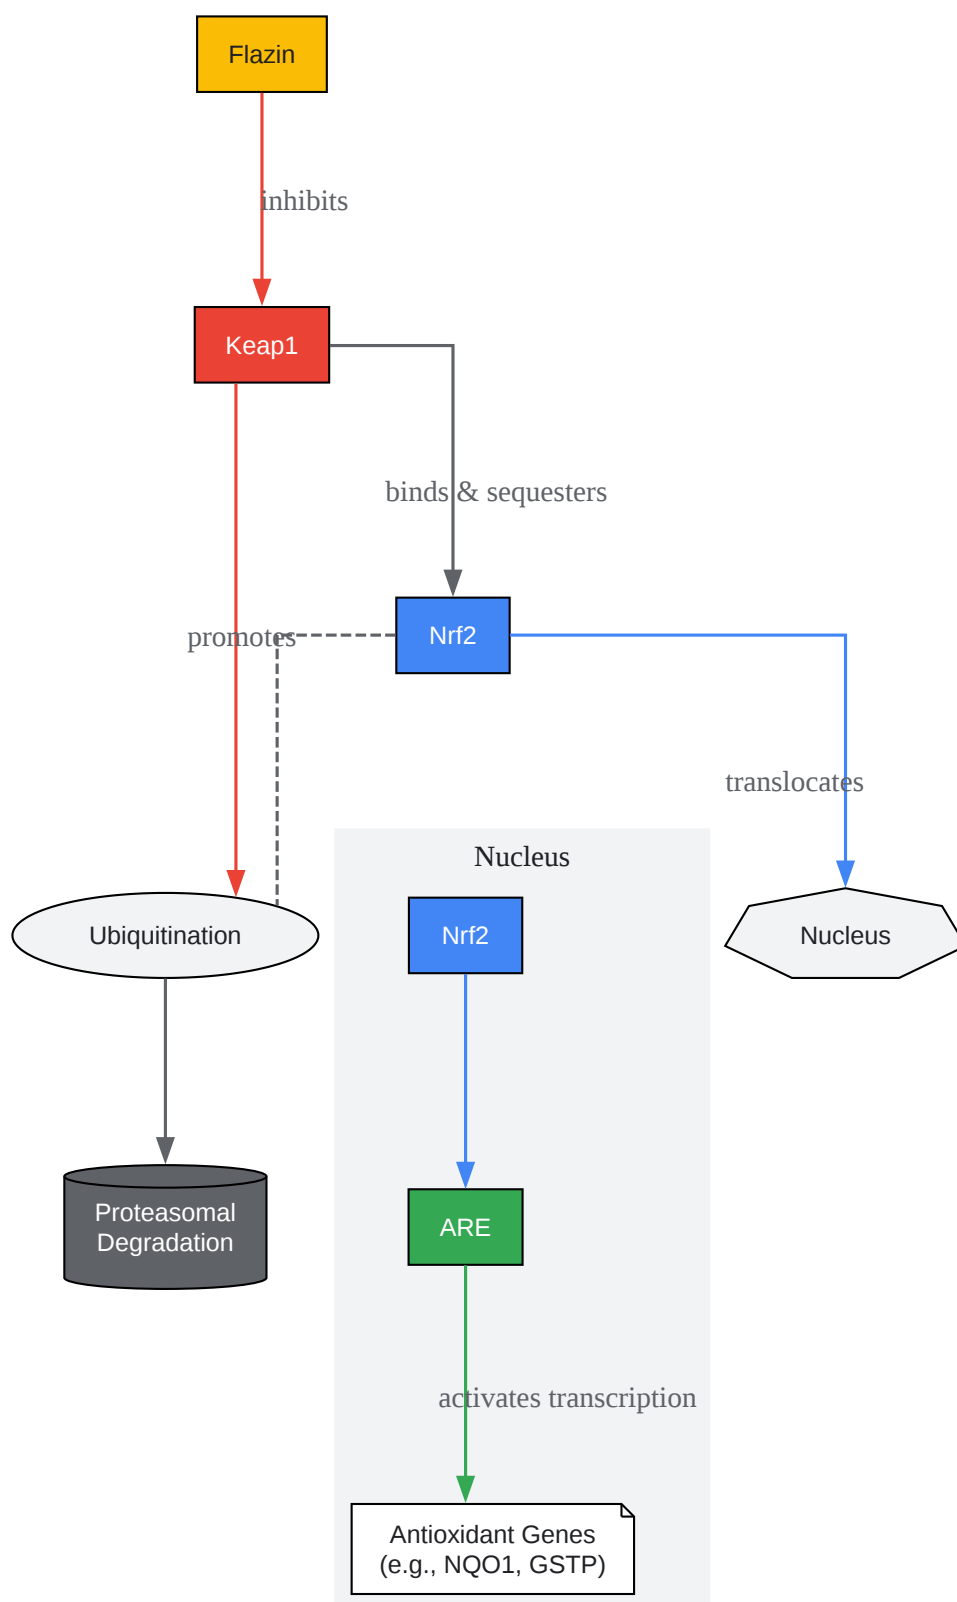 Flazin
inhibits
Keap1
binds & sequesters
promotes
Nrf2
translocates
Nucleus
Ubiquitination
Nrf2
Nucleus
Proteasomal
Degradation
ARE
activates transcription
Antioxidant Genes
(e.g., NQO1, GSTP)